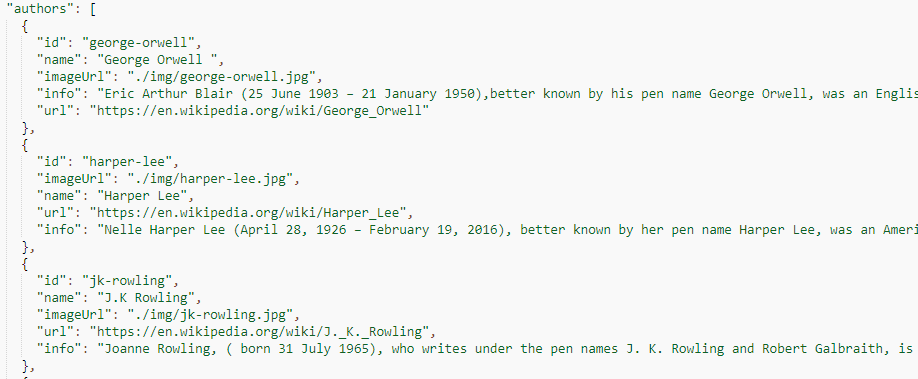 "authors": [
{
"id": "george-orwell",
"name": "George Orwell ",
"imageUrl": "./img/george-orwell.jpg",
"info": "Eric Arthur Blair (25 June 1903 – 21 January 1950),better known by his pen name George Orwell, was an Englis
"url": "https://en.wikipedia.org/wiki/George_Orwell"
},
{
"id": "harper-lee",
"imageUrl": "./img/harper-lee.jpg",
"name": "Harper Lee",
"url": "https://en.wikipedia.org/wiki/Harper_Lee",
"info": "Nelle Harper Lee (April 28, 1926 – February 19, 2016), better known by her pen name Harper Lee, was an Ameri
},
{
"id": "jk-rowling",
"name": "J.K Rowling",
"imageUrl": "./img/jk-rowling.jpg",
"url": "https://en.wikipedia.org/wiki/J._K._Rowling",
"info": "Joanne Rowling, ( born 31 July 1965), who writes under the pen names J. K. Rowling and Robert Galbraith, is
},